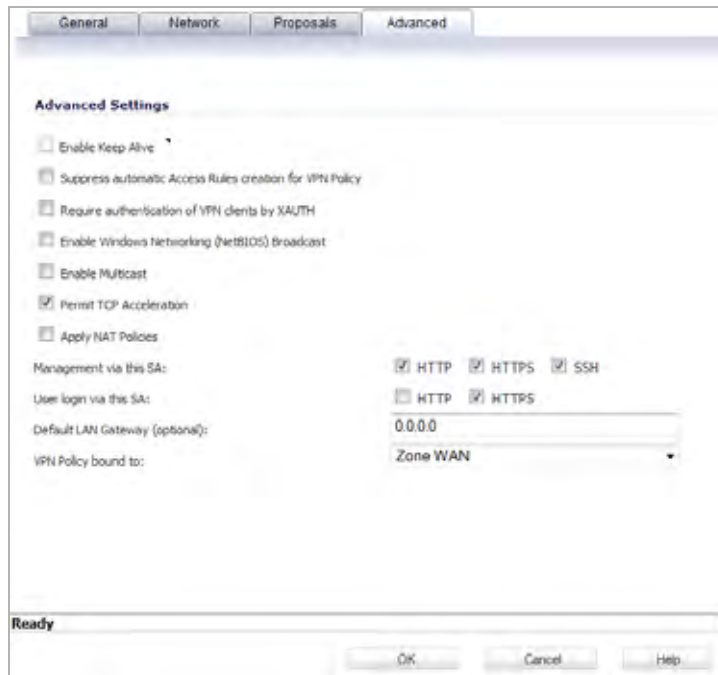 General Network Proposals Advanced
Advanced Settings
Enable Keep Alive
Suppress automatic Access Rules creation for VPN Policy
Require authentication of VPN clients by XAUTH
Enable Windows Networking (NetBIOS) Broadcast
Enable Multicast
Permit TCP Acceleration
Apply NAT Policies
Management via this SA: HTTP HTTPS SSH
User login via this SA: HTTP HTTPS
Default LAN Gateway (optional): 0.0.0.0
VPN Policy bound to: Zone WAN
Ready
OK Cancel Help